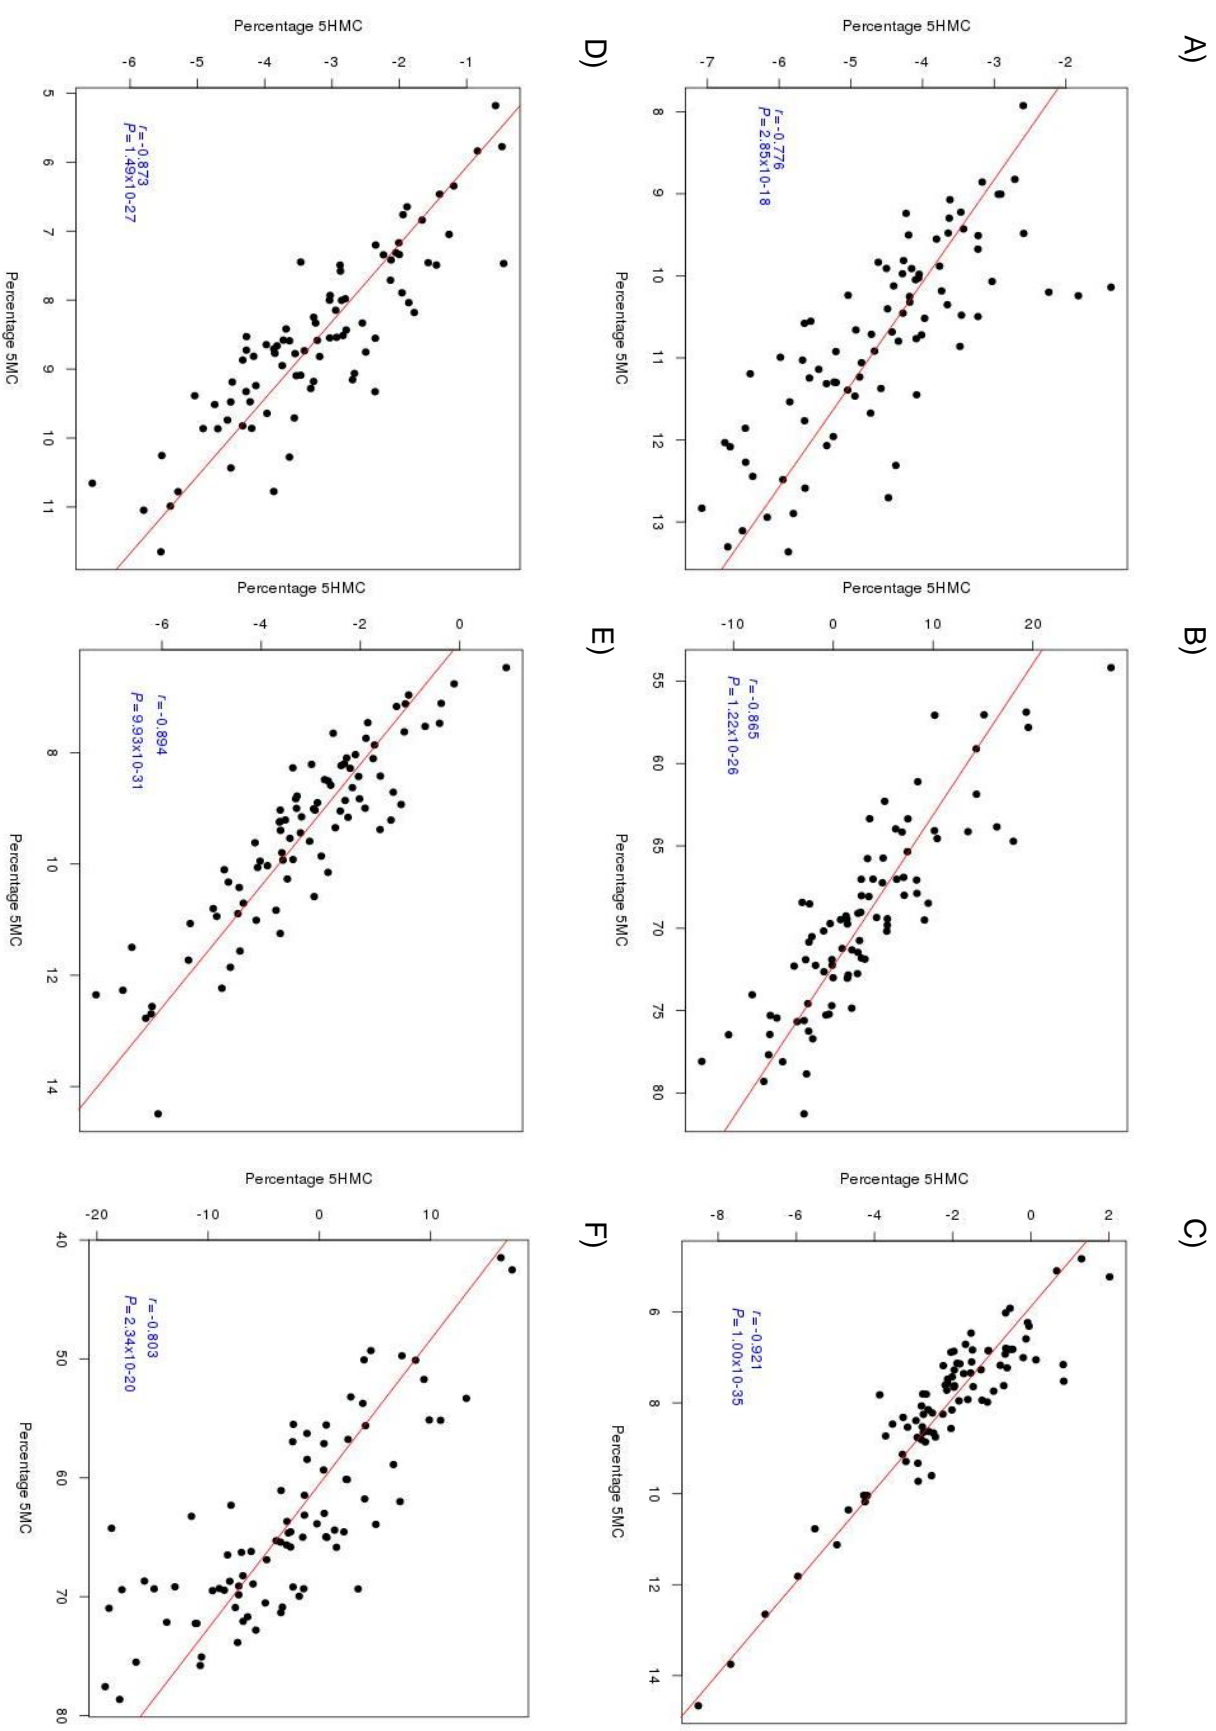 A)
Percentage 5HMC
-7 -6 -5 -4 -3 -2
8 9 10 11 12 13
Percentage 5MC
r=-0.776
P=2.85x10-18
B)
Percentage 5HMC
-10 0 10 20
55 60 65 70 75 80
Percentage 5MC
r=-0.865
P=1.22x10-26
C)
Percentage 5HMC
-8 -6 -4 -2 0 2
6 8 10 12 14
Percentage 5MC
r=-0.921
P=1.00x10-35
D)
Percentage 5HMC
-6 -5 -4 -3 -2 -1
5 6 7 8 9 10 11
Percentage 5MC
r=-0.873
P=1.49x10-27
E)
Percentage 5HMC
-6 -4 -2 0
8 10 12 14
Percentage 5MC
r=-0.894
P=9.93x10-31
F)
Percentage 5HMC
-20 -10 0 10
40 50 60 70 80
Percentage 5MC
r=-0.803
P=2.34x10-20